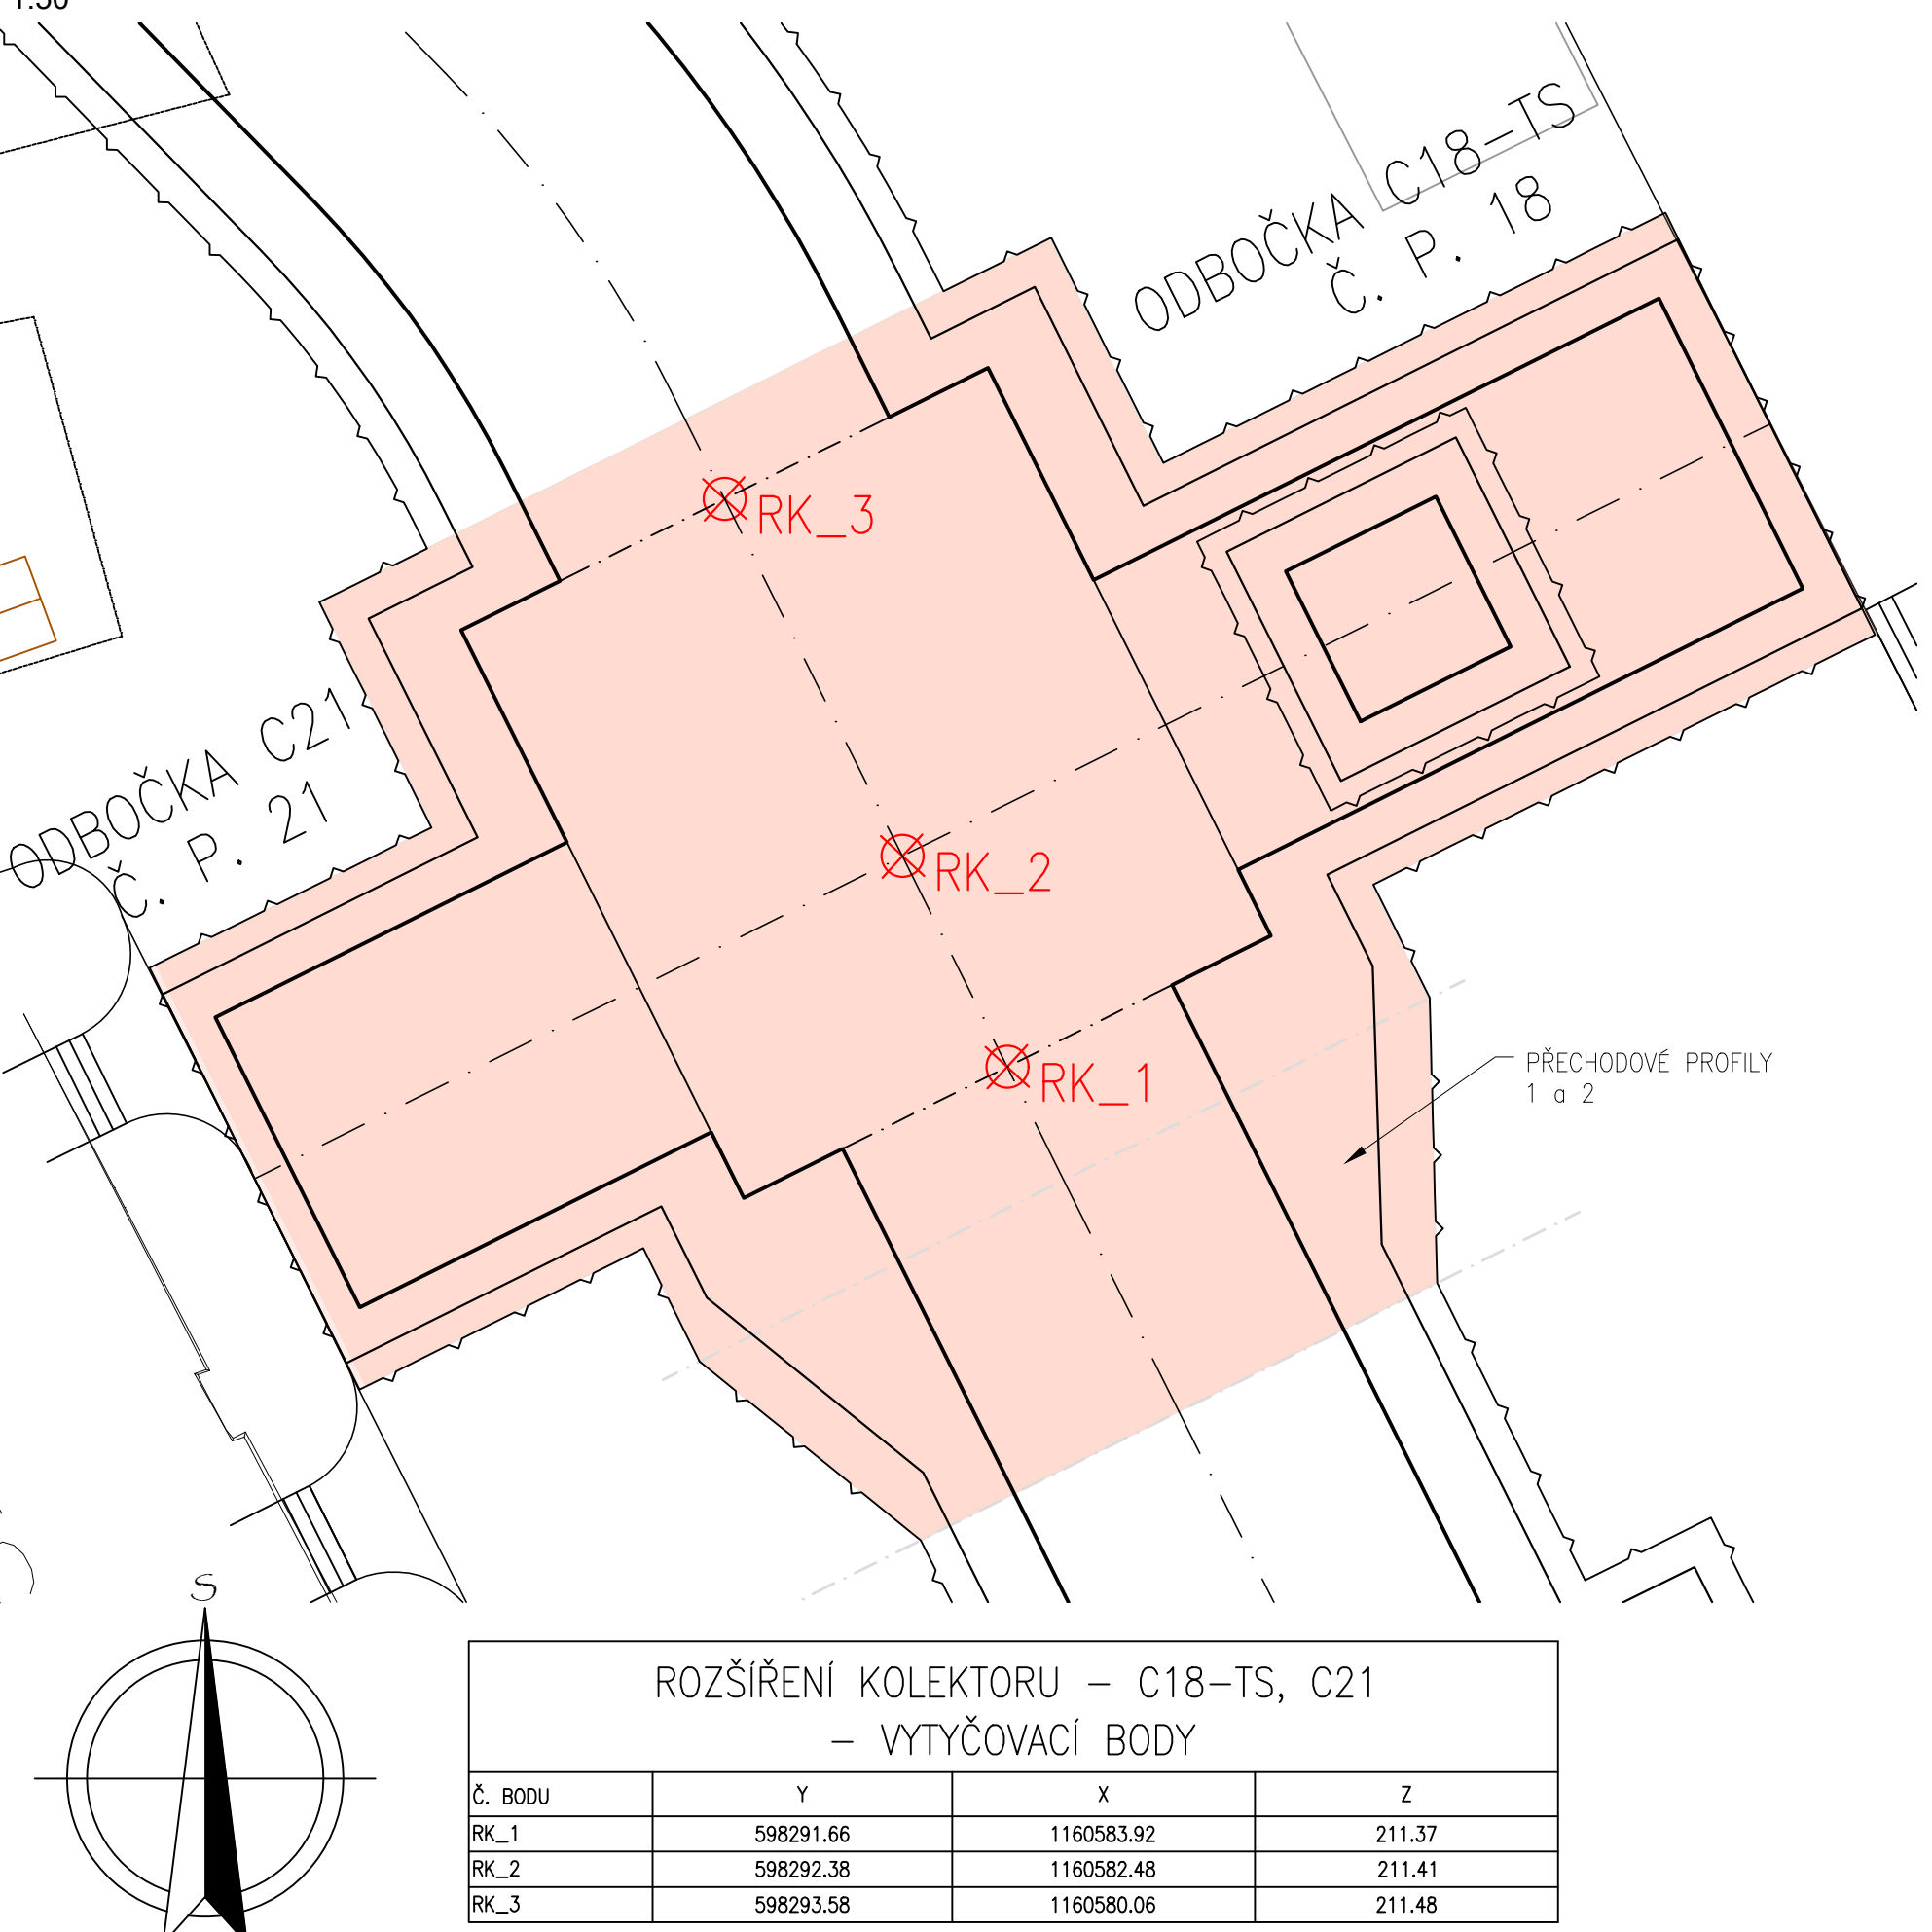 ODBOČKA C18-TS
Č. P. 18
RK_3
ODBOČKA C21
Č. P. 21
RK_2
RK_1
PŘECHODOVÉ PROFILY
1 a 2
S
ROZŠÍŘENÍ KOLEKTORU - C18-TS, C21
- VYTYČOVACÍ BODY
Č. BODU Y X Z
RK_1 598291.66 1160583.92 211.37
RK_2 598292.38 1160582.48 211.41
RK_3 598293.58 1160580.06 211.48